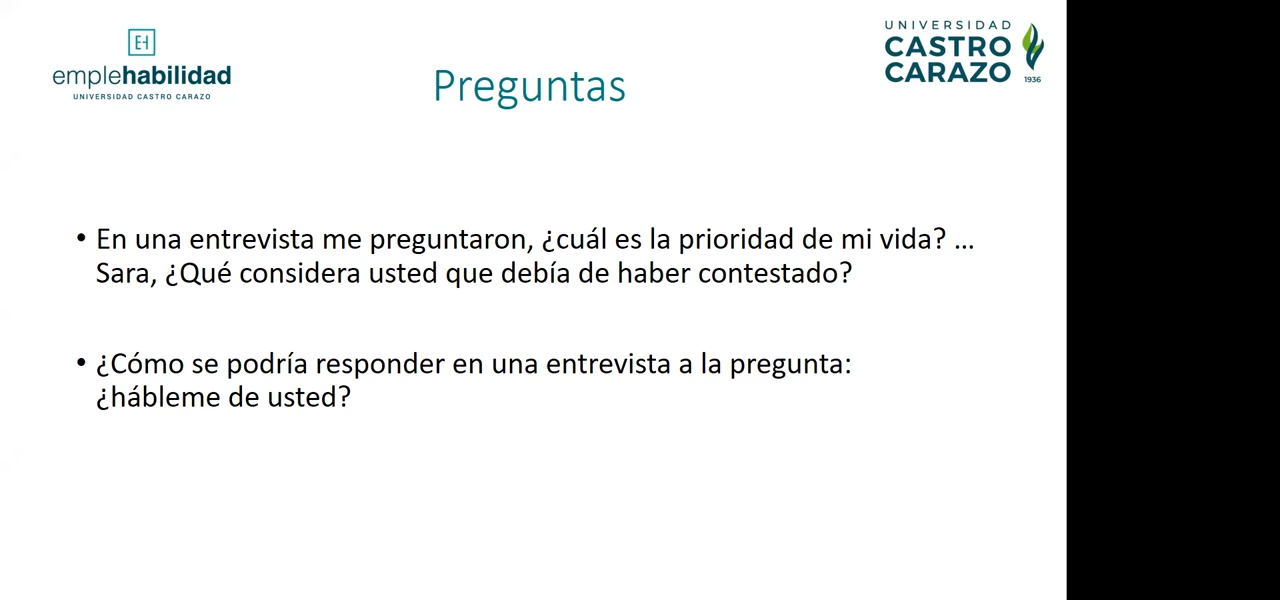 EH
emplehabilidad
UNIVERSIDAD CASTRO CARAZO
UNIVERSIDAD
CASTRO
CARAZO
1936
Preguntas
• En una entrevista me preguntaron, ¿cuál es la prioridad de mi vida? ...
Sara, ¿Qué considera usted que debía de haber contestado?
• ¿Cómo se podría responder en una entrevista a la pregunta:
¿hábleme de usted?